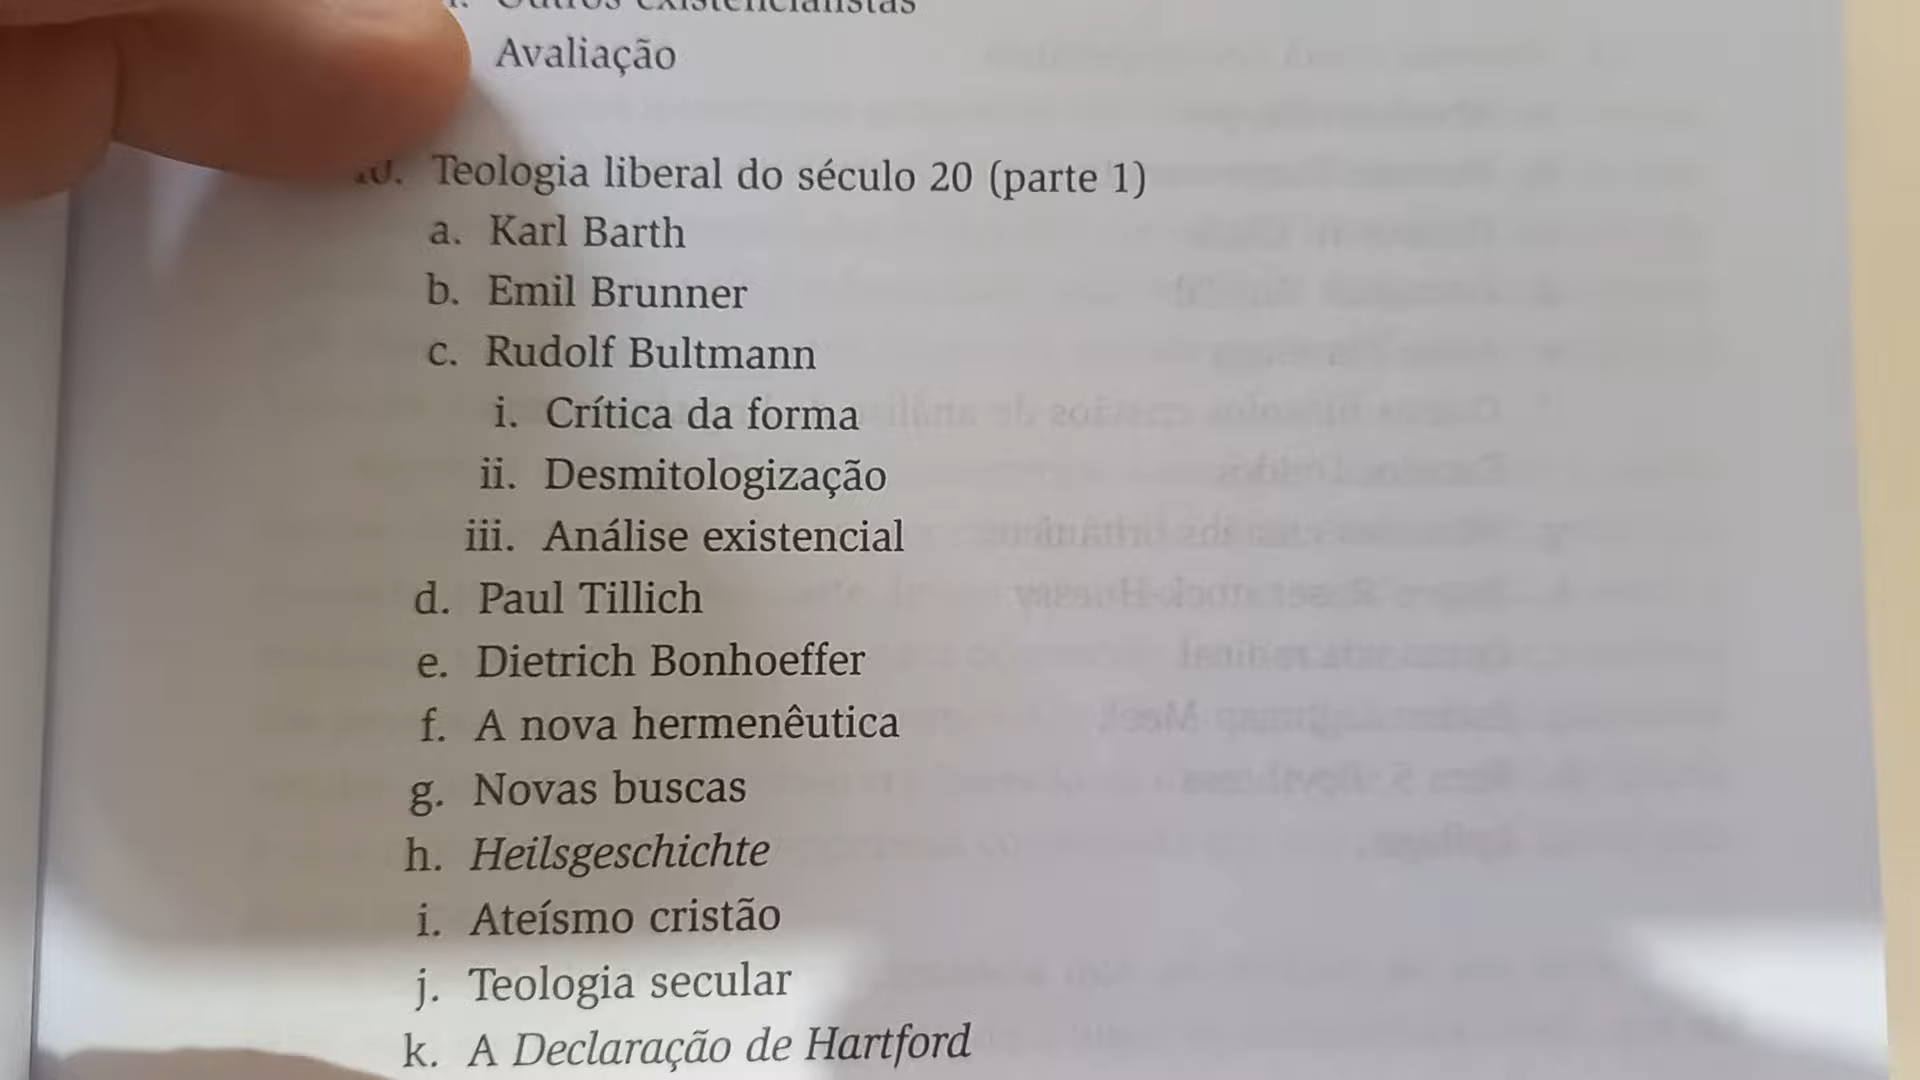 Outros existencialistas
Avaliação
Teologia liberal do século 20 (parte 1)
a. Karl Barth
b. Emil Brunner
c. Rudolf Bultmann
i. Crítica da forma
ii. Desmitologização
iii. Análise existencial
d. Paul Tillich
e. Dietrich Bonhoeffer
f. A nova hermenêutica
g. Novas buscas
h. Heilsgeschichte
i. Ateísmo cristão
j. Teologia secular
k. A Declaração de Hartford